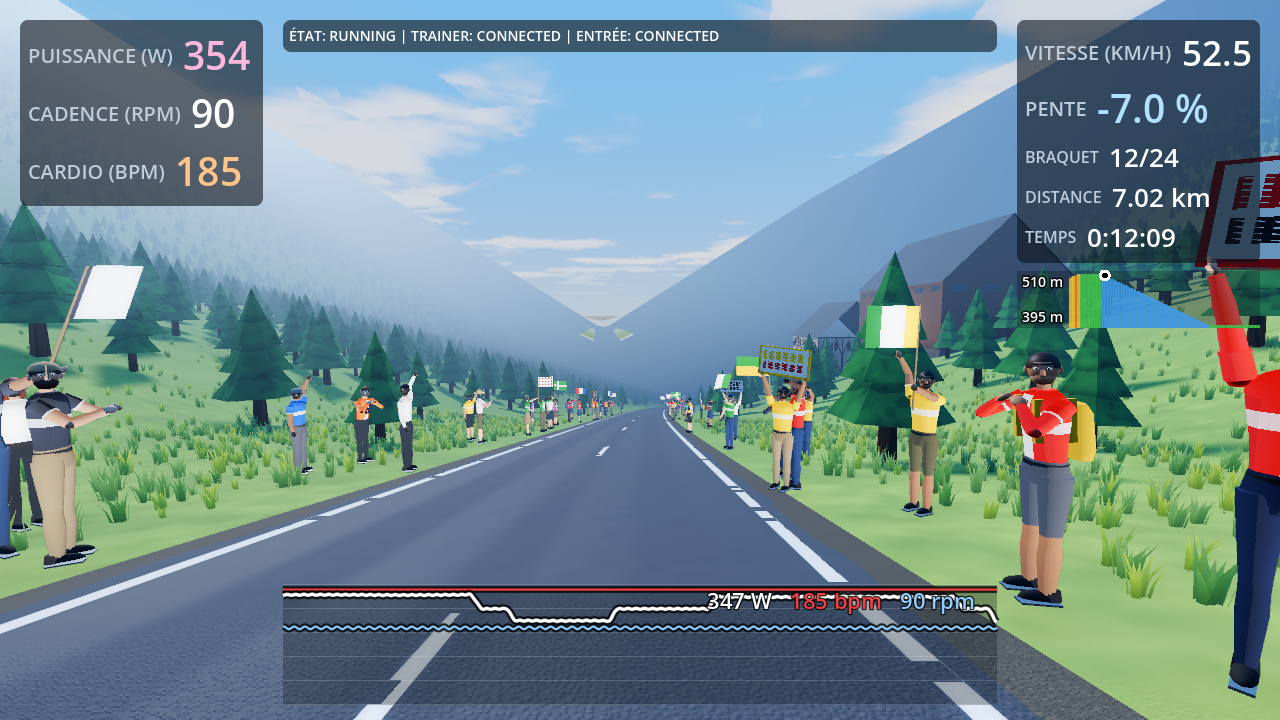 PUISSANCE (W) 354
CADENCE (RPM) 90
CARDIO (BPM) 185
ÉTAT: RUNNING | TRAINER: CONNECTED | ENTRÉE: CONNECTED
VITESSE (KM/H) 52.5
PENTE -7.0 %
BRAQUET 12/24
DISTANCE 7.02 km
TEMPS 0:12:09
510 m
395 m
347 W 185 bpm 90 rpm